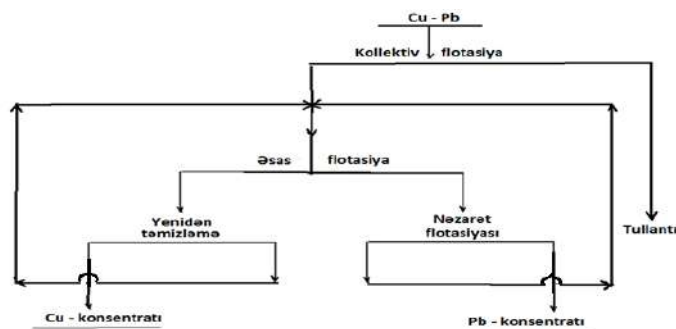 Cu - Pb
Kollektiv flotasiya
Əsas flotasiya
Yenidən
təmizləmə
Nəzarət
flotasiyası
Tullantı
Cu - konsentratı
Pb - konsentratı